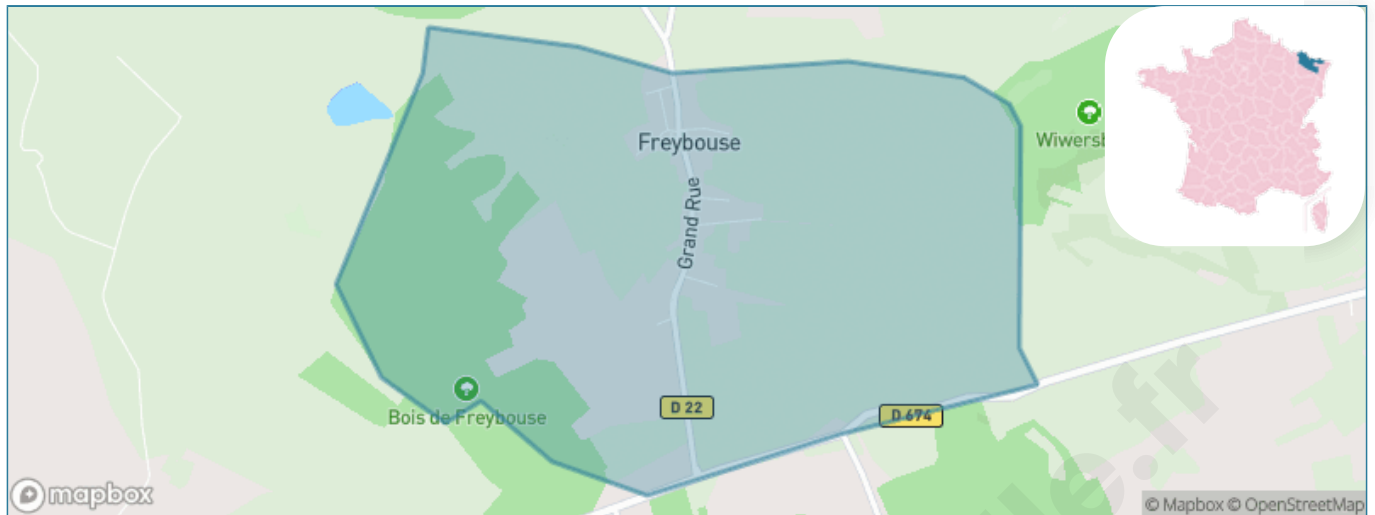 Freybouse
Wiwersb
Grand Rue
Bois de Freybouse
D 22
D 674
mapbox
© Mapbox © OpenStreetMap